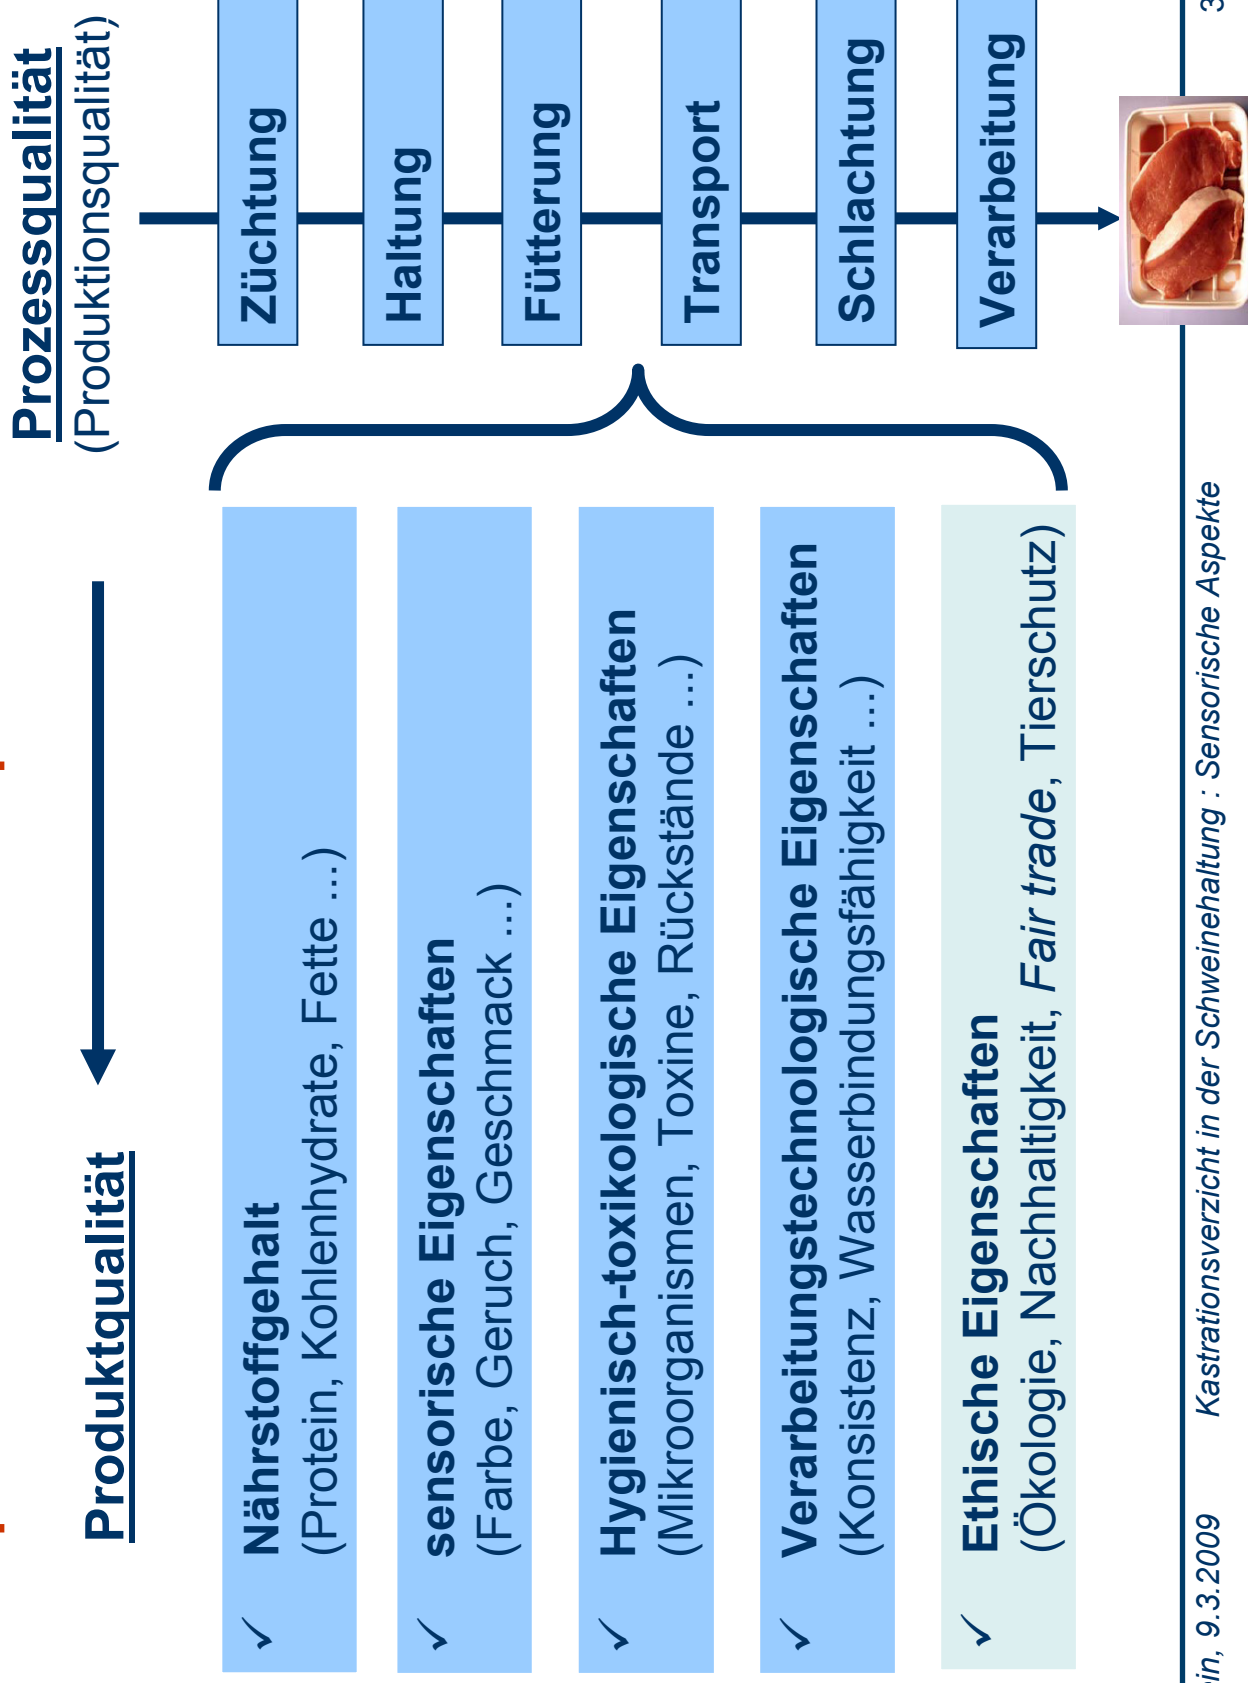 Produktqualität
Prozessqualität
(Produktionsqualität)
✓ Nährstoffgehalt
(Protein, Kohlenhydrate, Fette ...)
✓ sensorische Eigenschaften
(Farbe, Geruch, Geschmack ...)
✓ Hygienisch-toxikologische Eigenschaften
(Mikroorganismen, Toxine, Rückstände ...)
✓ Verarbeitungstechnologische Eigenschaften
(Konsistenz, Wasserbindungsfähigkeit ...)
✓ Ethische Eigenschaften
(Ökologie, Nachhaltigkeit, Fair trade, Tierschutz)
Züchtung
Haltung
Fütterung
Transport
Schlachtung
Verarbeitung
9.3.2009
Kastrationsverzicht in der Schweinehaltung : Sensorische Aspekte